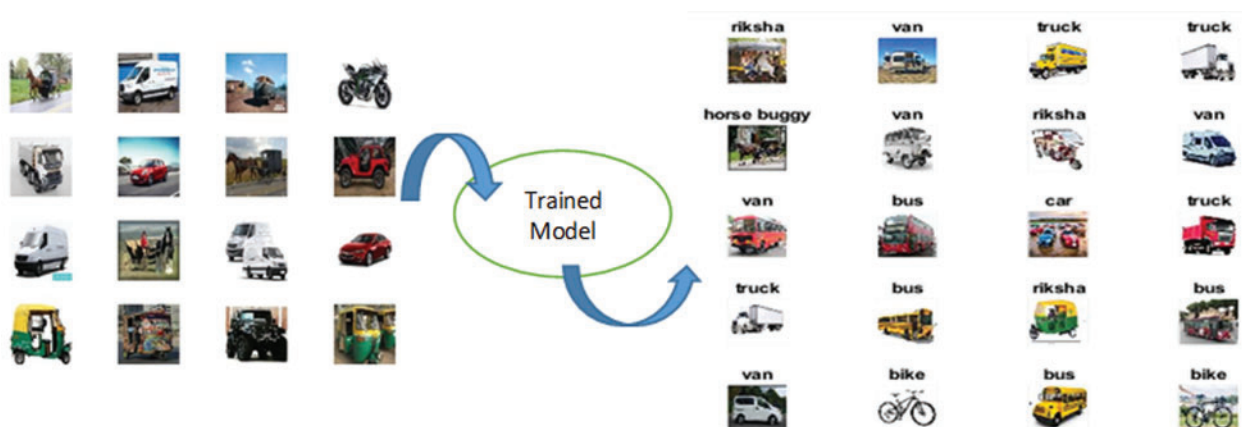 riksha van truck truck
horse buggy van riksha van
Trained
Model
van bus car truck
truck bus riksha bus
van bike bus bike